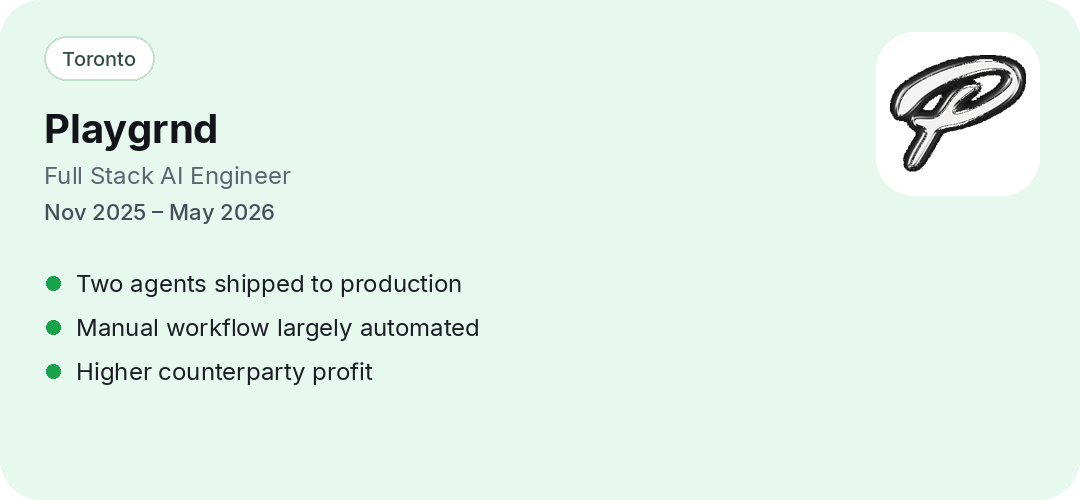 Toronto
Playgrnd
Full Stack AI Engineer
Nov 2025 – May 2026
Two agents shipped to production
Manual workflow largely automated
Higher counterparty profit
P